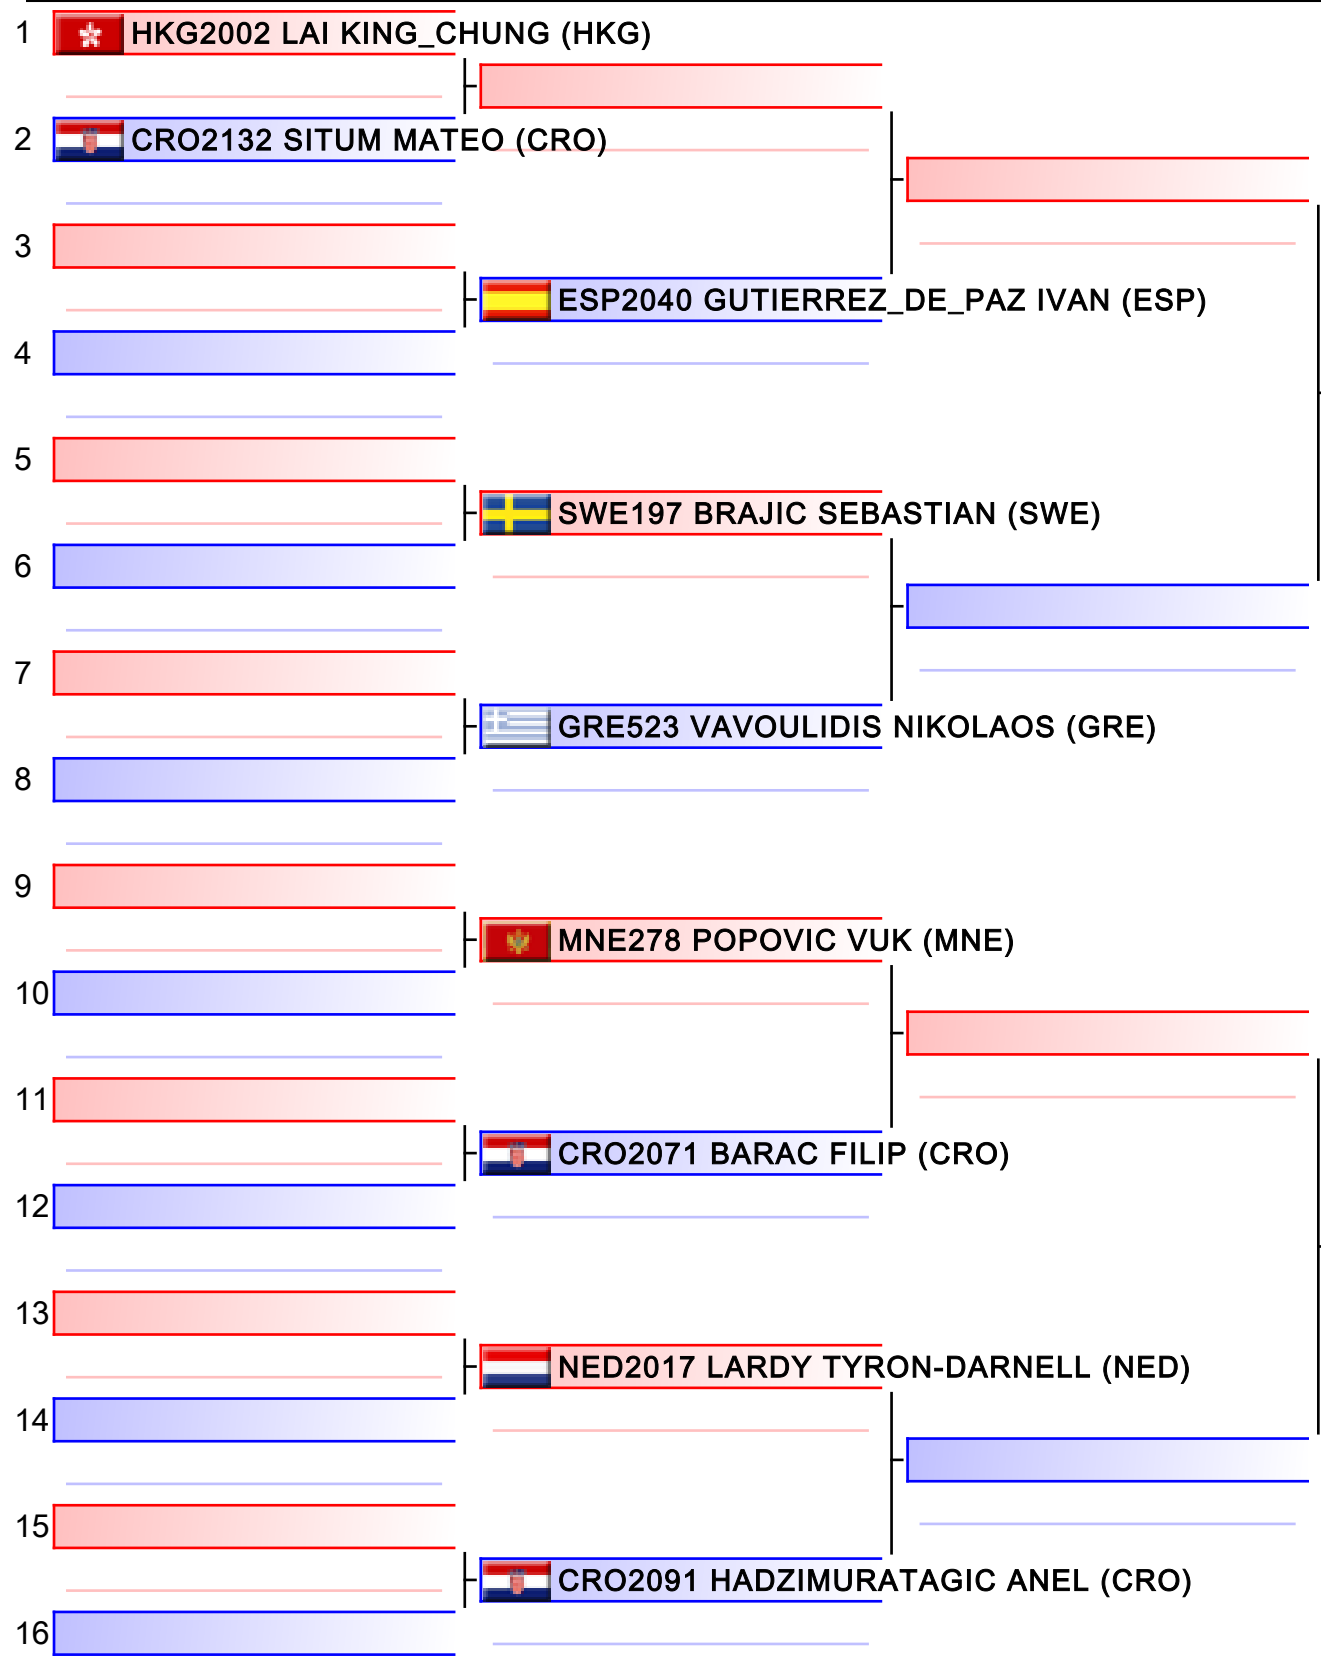 1 HKG2002 LAI KING_CHUNG (HKG)
2 CRO2132 SITUM MATEO (CRO)
3
ESP2040 GUTIERREZ_DE_PAZ IVAN (ESP)
4
5
SWE197 BRAJIC SEBASTIAN (SWE)
6
7
GRE523 VAVOULIDIS NIKOLAOS (GRE)
8
9
MNE278 POPOVIC VUK (MNE)
10
11
CRO2071 BARAC FILIP (CRO)
12
13
NED2017 LARDY TYRON-DARNELL (NED)
14
15
CRO2091 HADZIMURATAGIC ANEL (CRO)
16